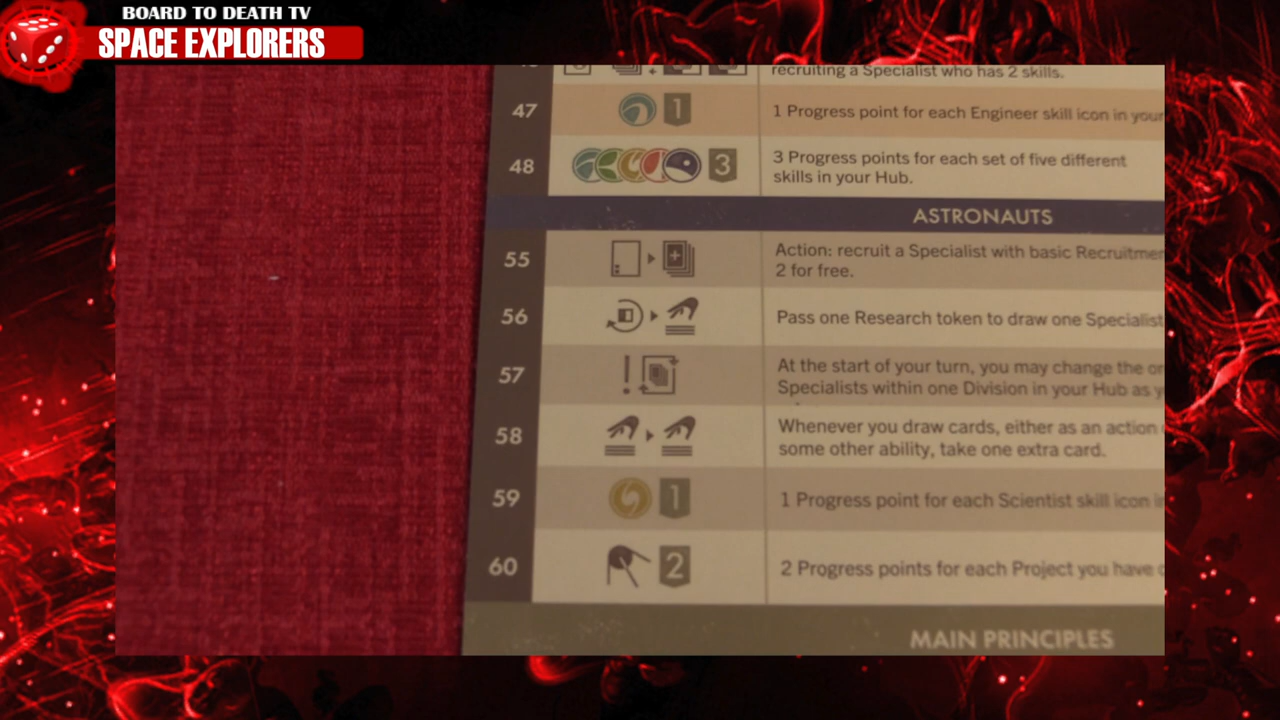 BOARD TO DEATH TV
SPACE EXPLORERS
recruiting a Specialist who has 2 skills.
47 1 1 Progress point for each Engineer skill icon in your
48 3 3 Progress points for each set of five different
skills in your Hub.
ASTRONAUTS
55 Action: recruit a Specialist with basic
2 for free.
56 Pass one Research token to draw one Specialist
57 At the start of your turn, you may change the
Specialists within one Division in your Hub as
58 Whenever you draw cards, either as an action
some other ability, take one extra card.
59 1 1 Progress point for each Scientist skill icon
60 2 2 Progress points for each Project you have
MAIN PRINCIPLES